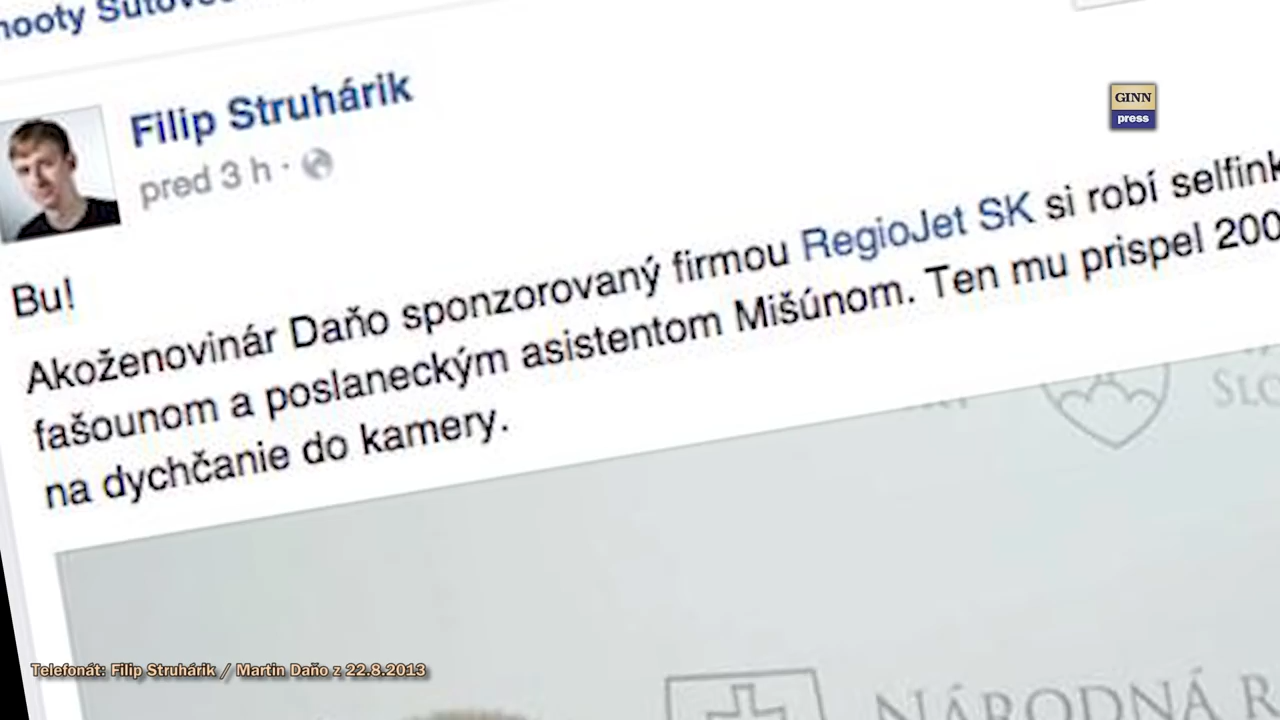 Filip Struhárik
pred 3 h ·
GINN
press
Bu!
Akoženovinár Daňo sponzorovaný firmou RegioJet SK si robí
fašounom a poslaneckým asistentom Mišúnom. Ten mu prispel
na dychčanie do kamery.
NÁRODNÁ
Telefonát: Filip Struhárik / Martin Daňo z 22.8.2013